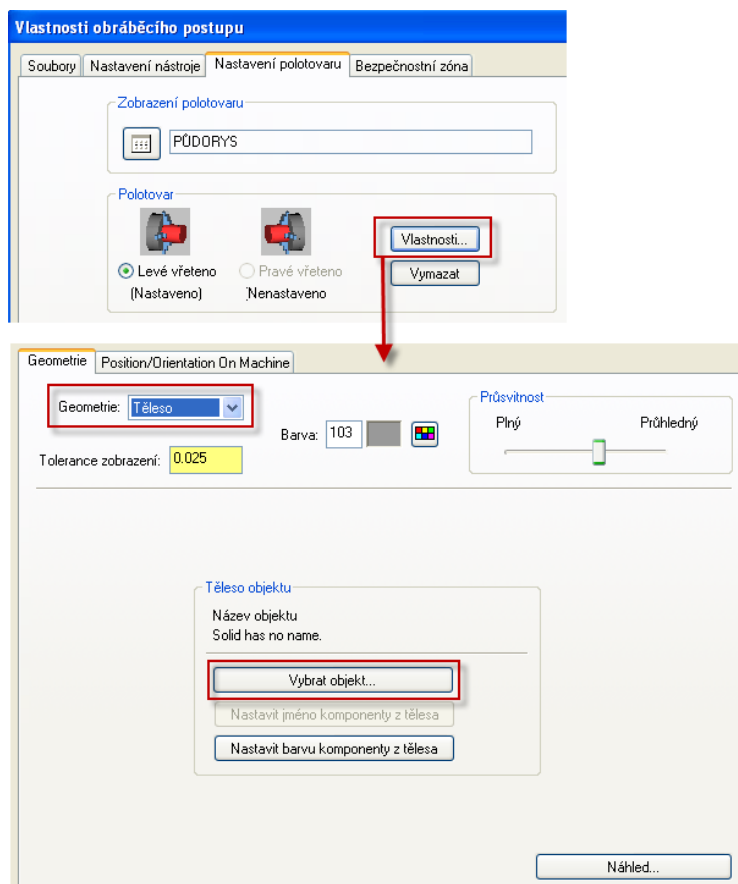 Vlastnosti obráběcího postupu
Soubory Nastavení nástroje Nastavení polotovaru Bezpečnostní zóna
Zobrazení polotovaru
PŮDORYS
Polotovar
Vlastnosti...
Levé vřeteno Pravé vřeteno Vymazat
(Nastaveno) Nenastaveno
Geometrie Position/Orientation On Machine
Geometrie: Těleso
Průsvitnost
Plný Průhledný
Barva: 103
Tolerance zobrazení: 0.025
Těleso objektu
Název objektu
Solid has no name.
Vybrat objekt...
Nastavit jméno komponenty z tělesa
Nastavit barvu komponenty z tělesa
Náhled...